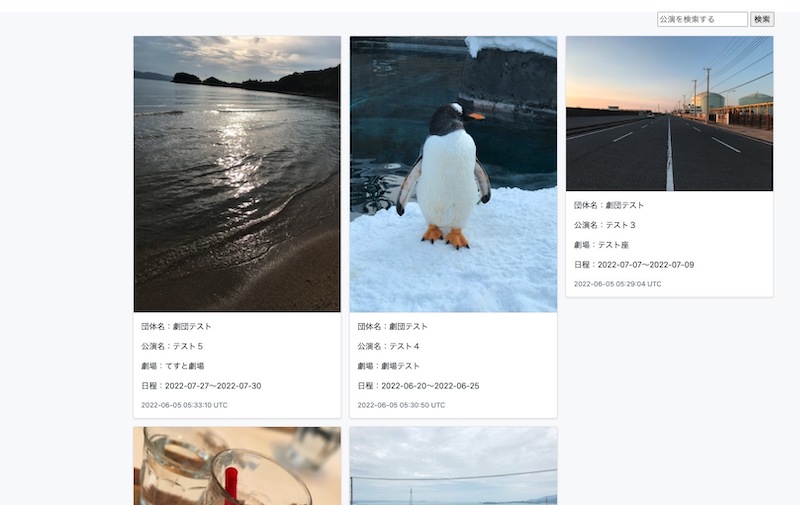 公演を検索する 検索
団体名：劇団テスト
公演名：テスト５
劇場：てすと劇場
日程：2022-07-27〜2022-07-30
2022-06-05 05:33:10 UTC
団体名：劇団テスト
公演名：テスト４
劇場：劇場テスト
日程：2022-06-20〜2022-06-25
2022-06-05 05:30:50 UTC
団体名：劇団テスト
公演名：テスト３
劇場：テスト座
日程：2022-07-07〜2022-07-09
2022-06-05 05:29:04 UTC